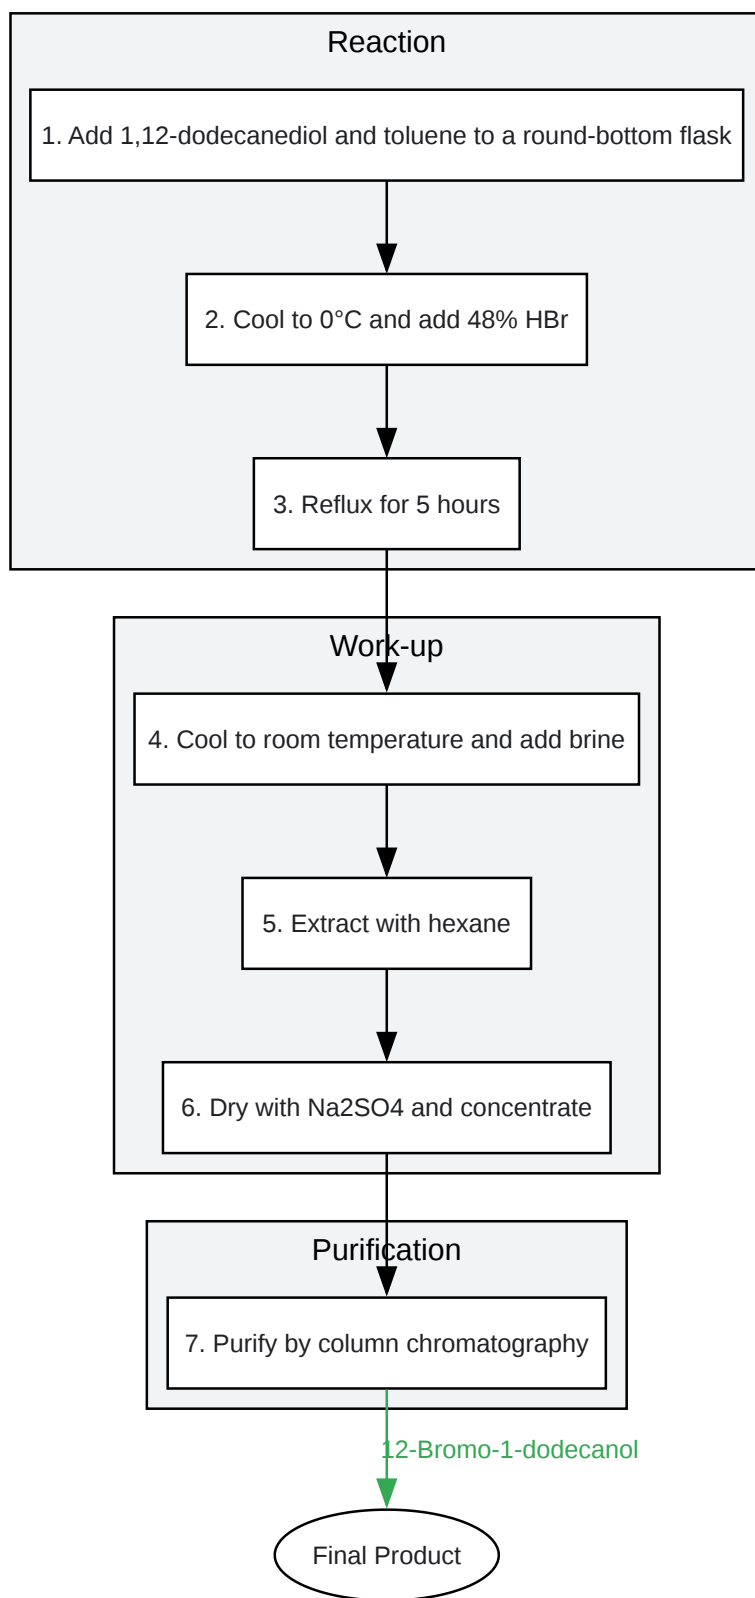 Reaction
1. Add 1,12-dodecanediol and toluene to a round-bottom flask
2. Cool to 0°C and add 48% HBr
3. Reflux for 5 hours
Work-up
4. Cool to room temperature and add brine
5. Extract with hexane
6. Dry with Na2SO4 and concentrate
Purification
7. Purify by column chromatography
12-Bromo-1-dodecanol
Final Product